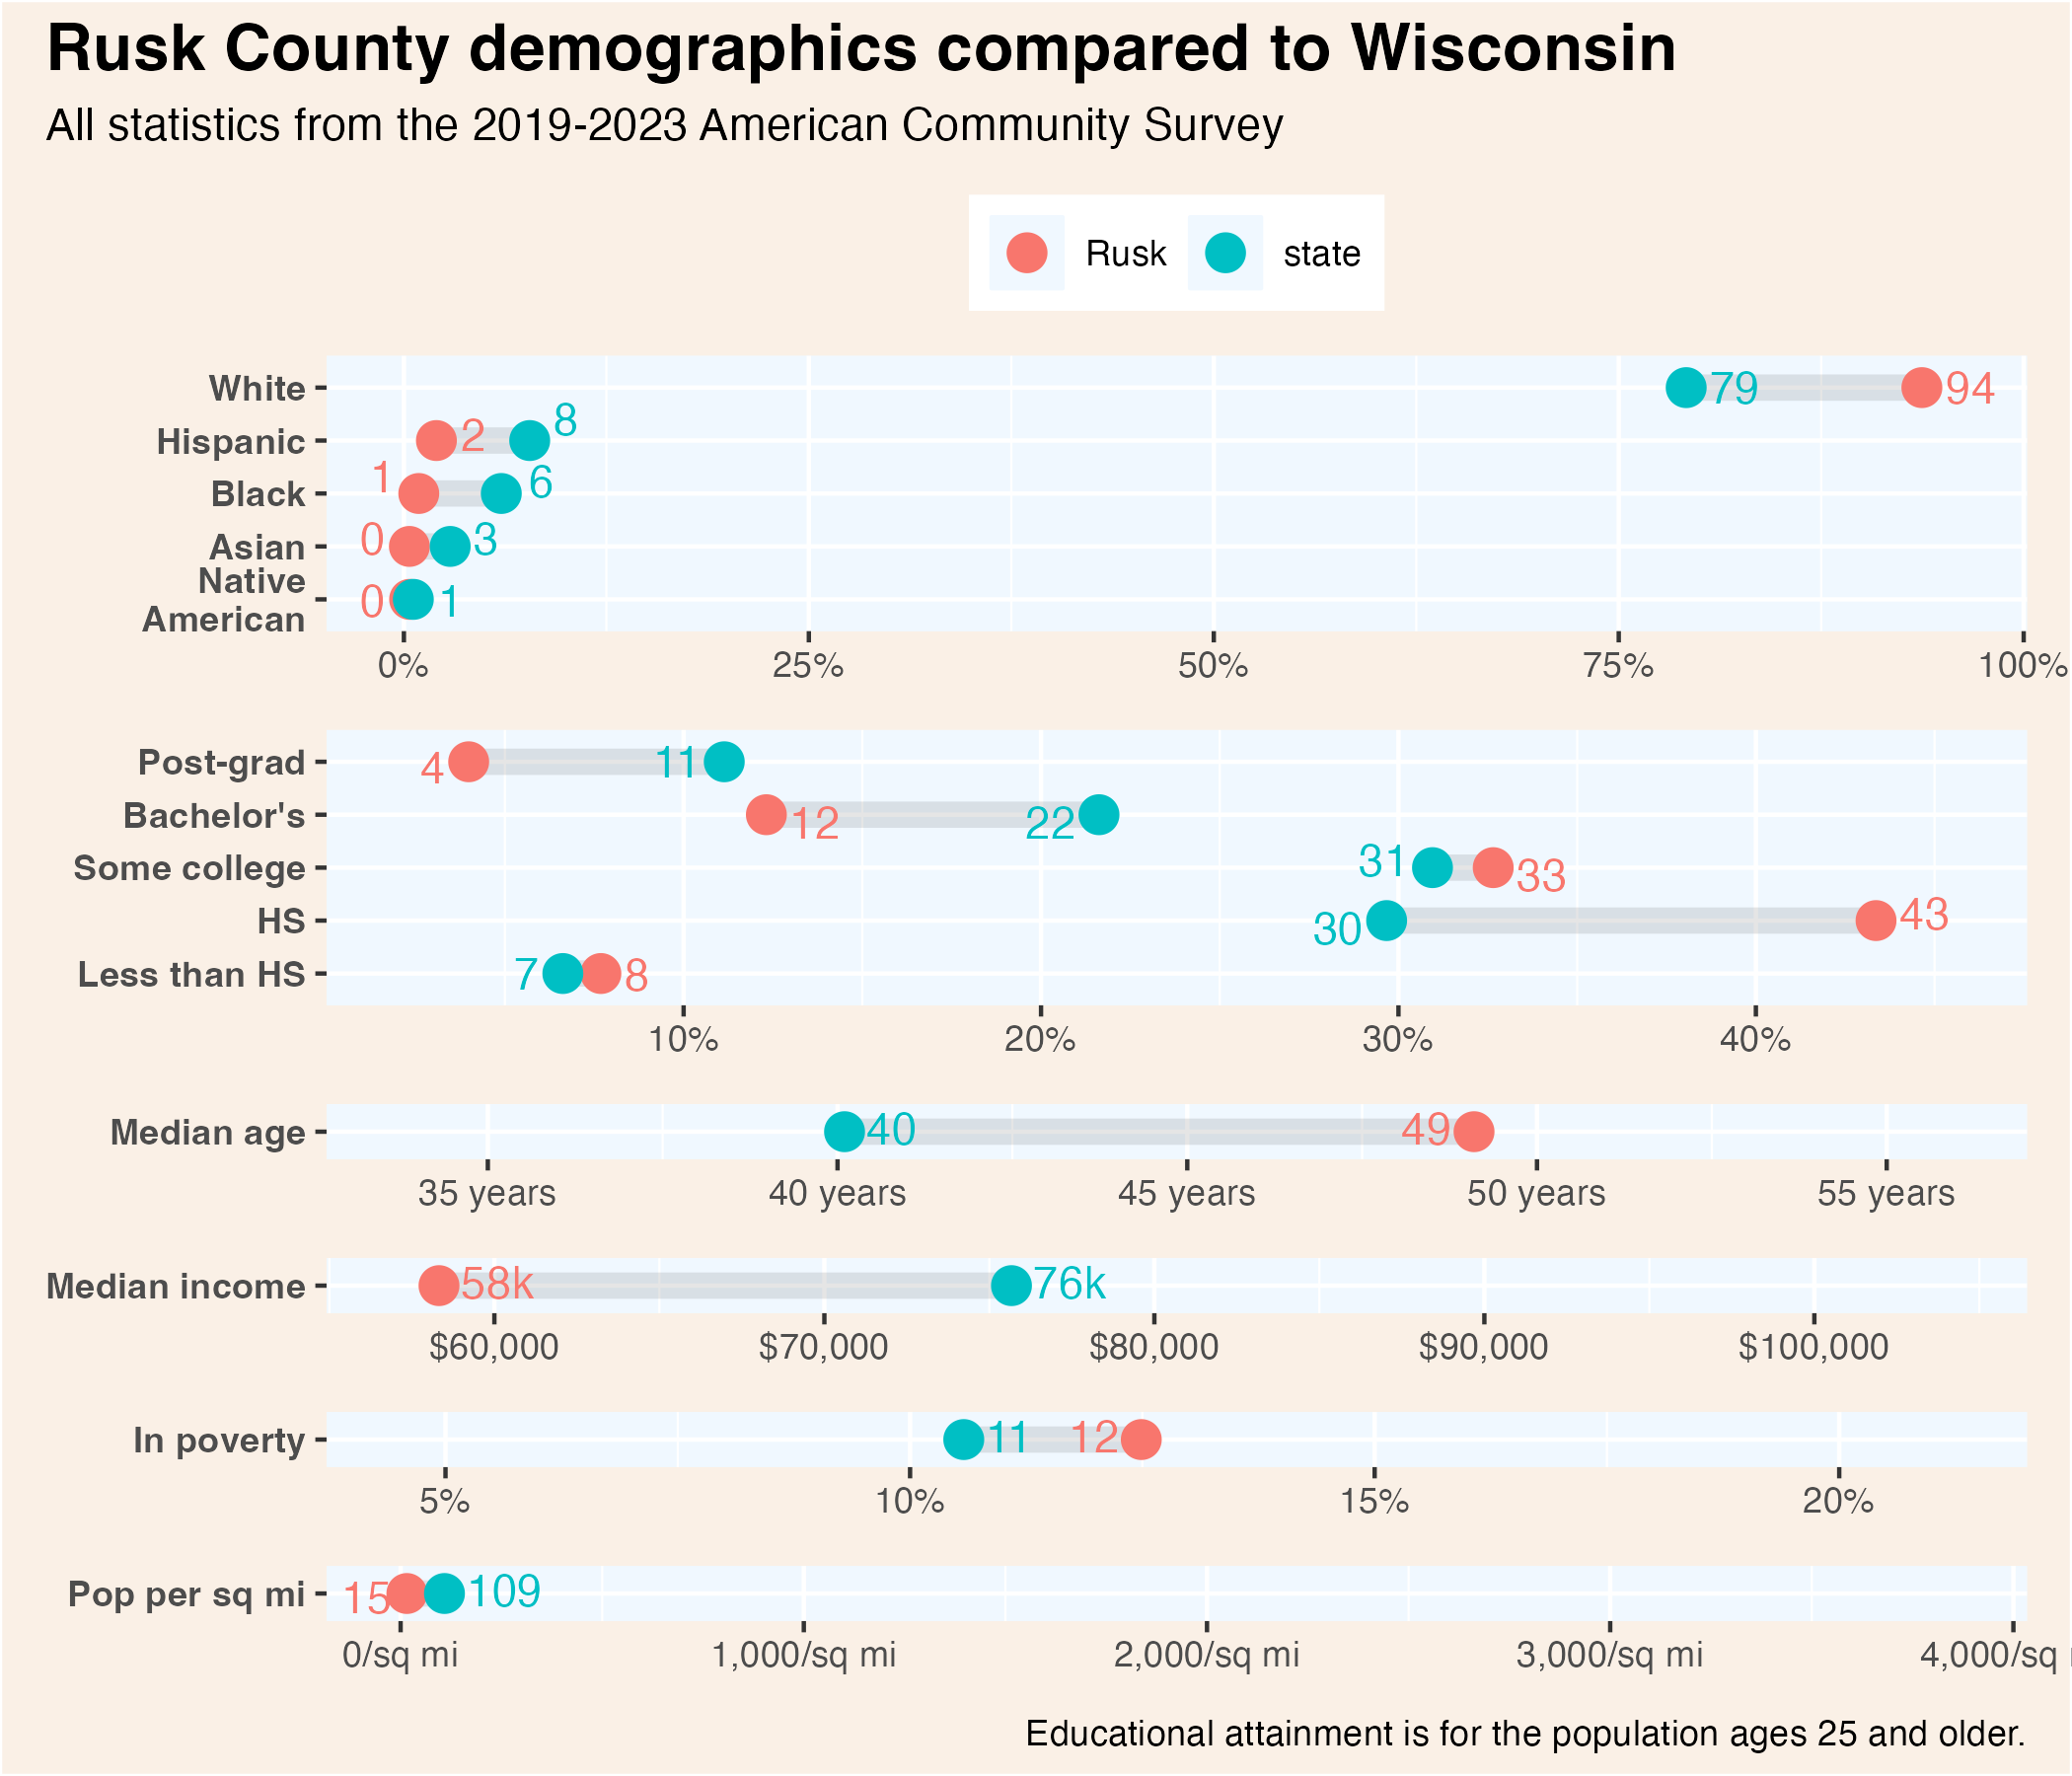 Rusk County demographics compared to Wisconsin
All statistics from the 2019-2023 American Community Survey
Rusk state
White 79 94
Hispanic 2 8
Black 1 6
Asian 0 3
Native
American 0 1
0% 25% 50% 75% 100%
Post-grad 4 11
Bachelor's 12 22
Some college 31 33
HS 30 43
Less than HS 7 8
10% 20% 30% 40%
Median age 40 49
35 years 40 years 45 years 50 years 55 years
Median income 58k 76k
$60,000 $70,000 $80,000 $90,000 $100,000
In poverty 11 12
5% 10% 15% 20%
Pop per sq mi 15 109
0/sq mi 1,000/sq mi 2,000/sq mi 3,000/sq mi 4,000/sq
Educational attainment is for the population ages 25 and older.